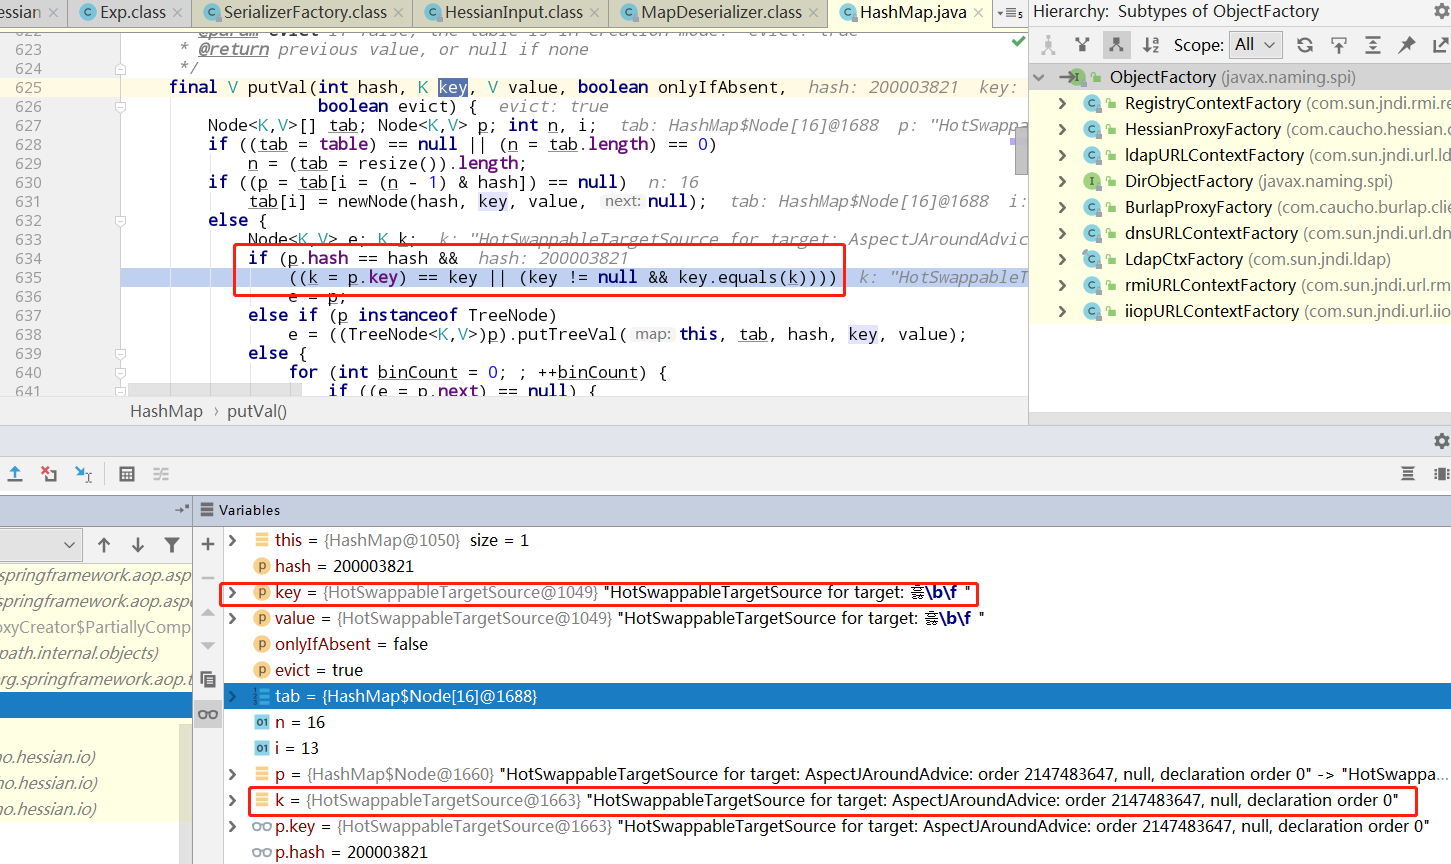 essian
Exp.class
SerializerFactory.class
HessianInput.class
MapDeserializer.class
HashMap.java
5
Hierarchy: Subtypes of ObjectFactory
622 * @param evict if false, the table is in creation mode. evict: true
623 * @return previous value, or null if none
624 */
625 final V putVal(int hash, K key, V value, boolean onlyIfAbsent, hash: 200003821 key:
626 boolean evict) { evict: true
627 Node<K,V>[] tab; Node<K,V> p; int n, i; tab: HashMap$Node[16]@1688 p: "HotSwappa
628 if ((tab = table) == null || (n = tab.length) == 0)
629 n = (tab = resize()).length;
630 if ((p = tab[i = (n - 1) & hash]) == null) n: 16
631 tab[i] = newNode(hash, key, value, next: null); tab: HashMap$Node[16]@1688 i:
632 else {
633 Node<K,V> e; K k; k: "HotSwappableTargetSource for target: AspectJAroundAdvic
634 if (p.hash == hash && hash: 200003821
635 ((k = p.key) == key || (key != null && key.equals(k)))) k: "HotSwappableT
636 e = p;
637 else if (p instanceof TreeNode)
638 e = ((TreeNode<K,V>)p).putTreeVal( map: this, tab, hash, key, value);
639 else {
640 for (int binCount = 0; ; ++binCount) {
641 if ((e = p.next) == null) {
HashMap › putVal()
Scope: All
ObjectFactory (javax.naming.spi)
RegistryContextFactory (com.sun.jndi.rmi.re
HessianProxyFactory (com.caucho.hessian.c
ldapURLContextFactory (com.sun.jndi.url.ld
DirObjectFactory (javax.naming.spi)
BurlapProxyFactory (com.caucho.burlap.clie
dnsURLContextFactory (com.sun.jndi.url.dn
LdapCtxFactory (com.sun.jndi.ldap)
rmiURLContextFactory (com.sun.jndi.url.rm
iiopURLContextFactory (com.sun.jndi.url.iio
Variables
springframework.aop.aspe
springframework.aop.aspe
oxyCreator$PartiallyCompa
path.internal.objects)
rg.springframework.aop.t
o.hessian.io)
ho.hessian.io)
ho.hessian.io)
this = {HashMap@1050} size = 1
hash = 200003821
key = {HotSwappableTargetSource@1049} "HotSwappableTargetSource for target: \b\f "
value = {HotSwappableTargetSource@1049} "HotSwappableTargetSource for target: \b\f "
onlyIfAbsent = false
evict = true
tab = {HashMap$Node[16]@1688}
n = 16
i = 13
p = {HashMap$Node@1660} "HotSwappableTargetSource for target: AspectJAroundAdvice: order 2147483647, null, declaration order 0" -> "HotSwappa...
k = {HotSwappableTargetSource@1663} "HotSwappableTargetSource for target: AspectJAroundAdvice: order 2147483647, null, declaration order 0"
p.key = {HotSwappableTargetSource@1663} "HotSwappableTargetSource for target: AspectJAroundAdvice: order 2147483647, null, declaration order 0"
p.hash = 200003821